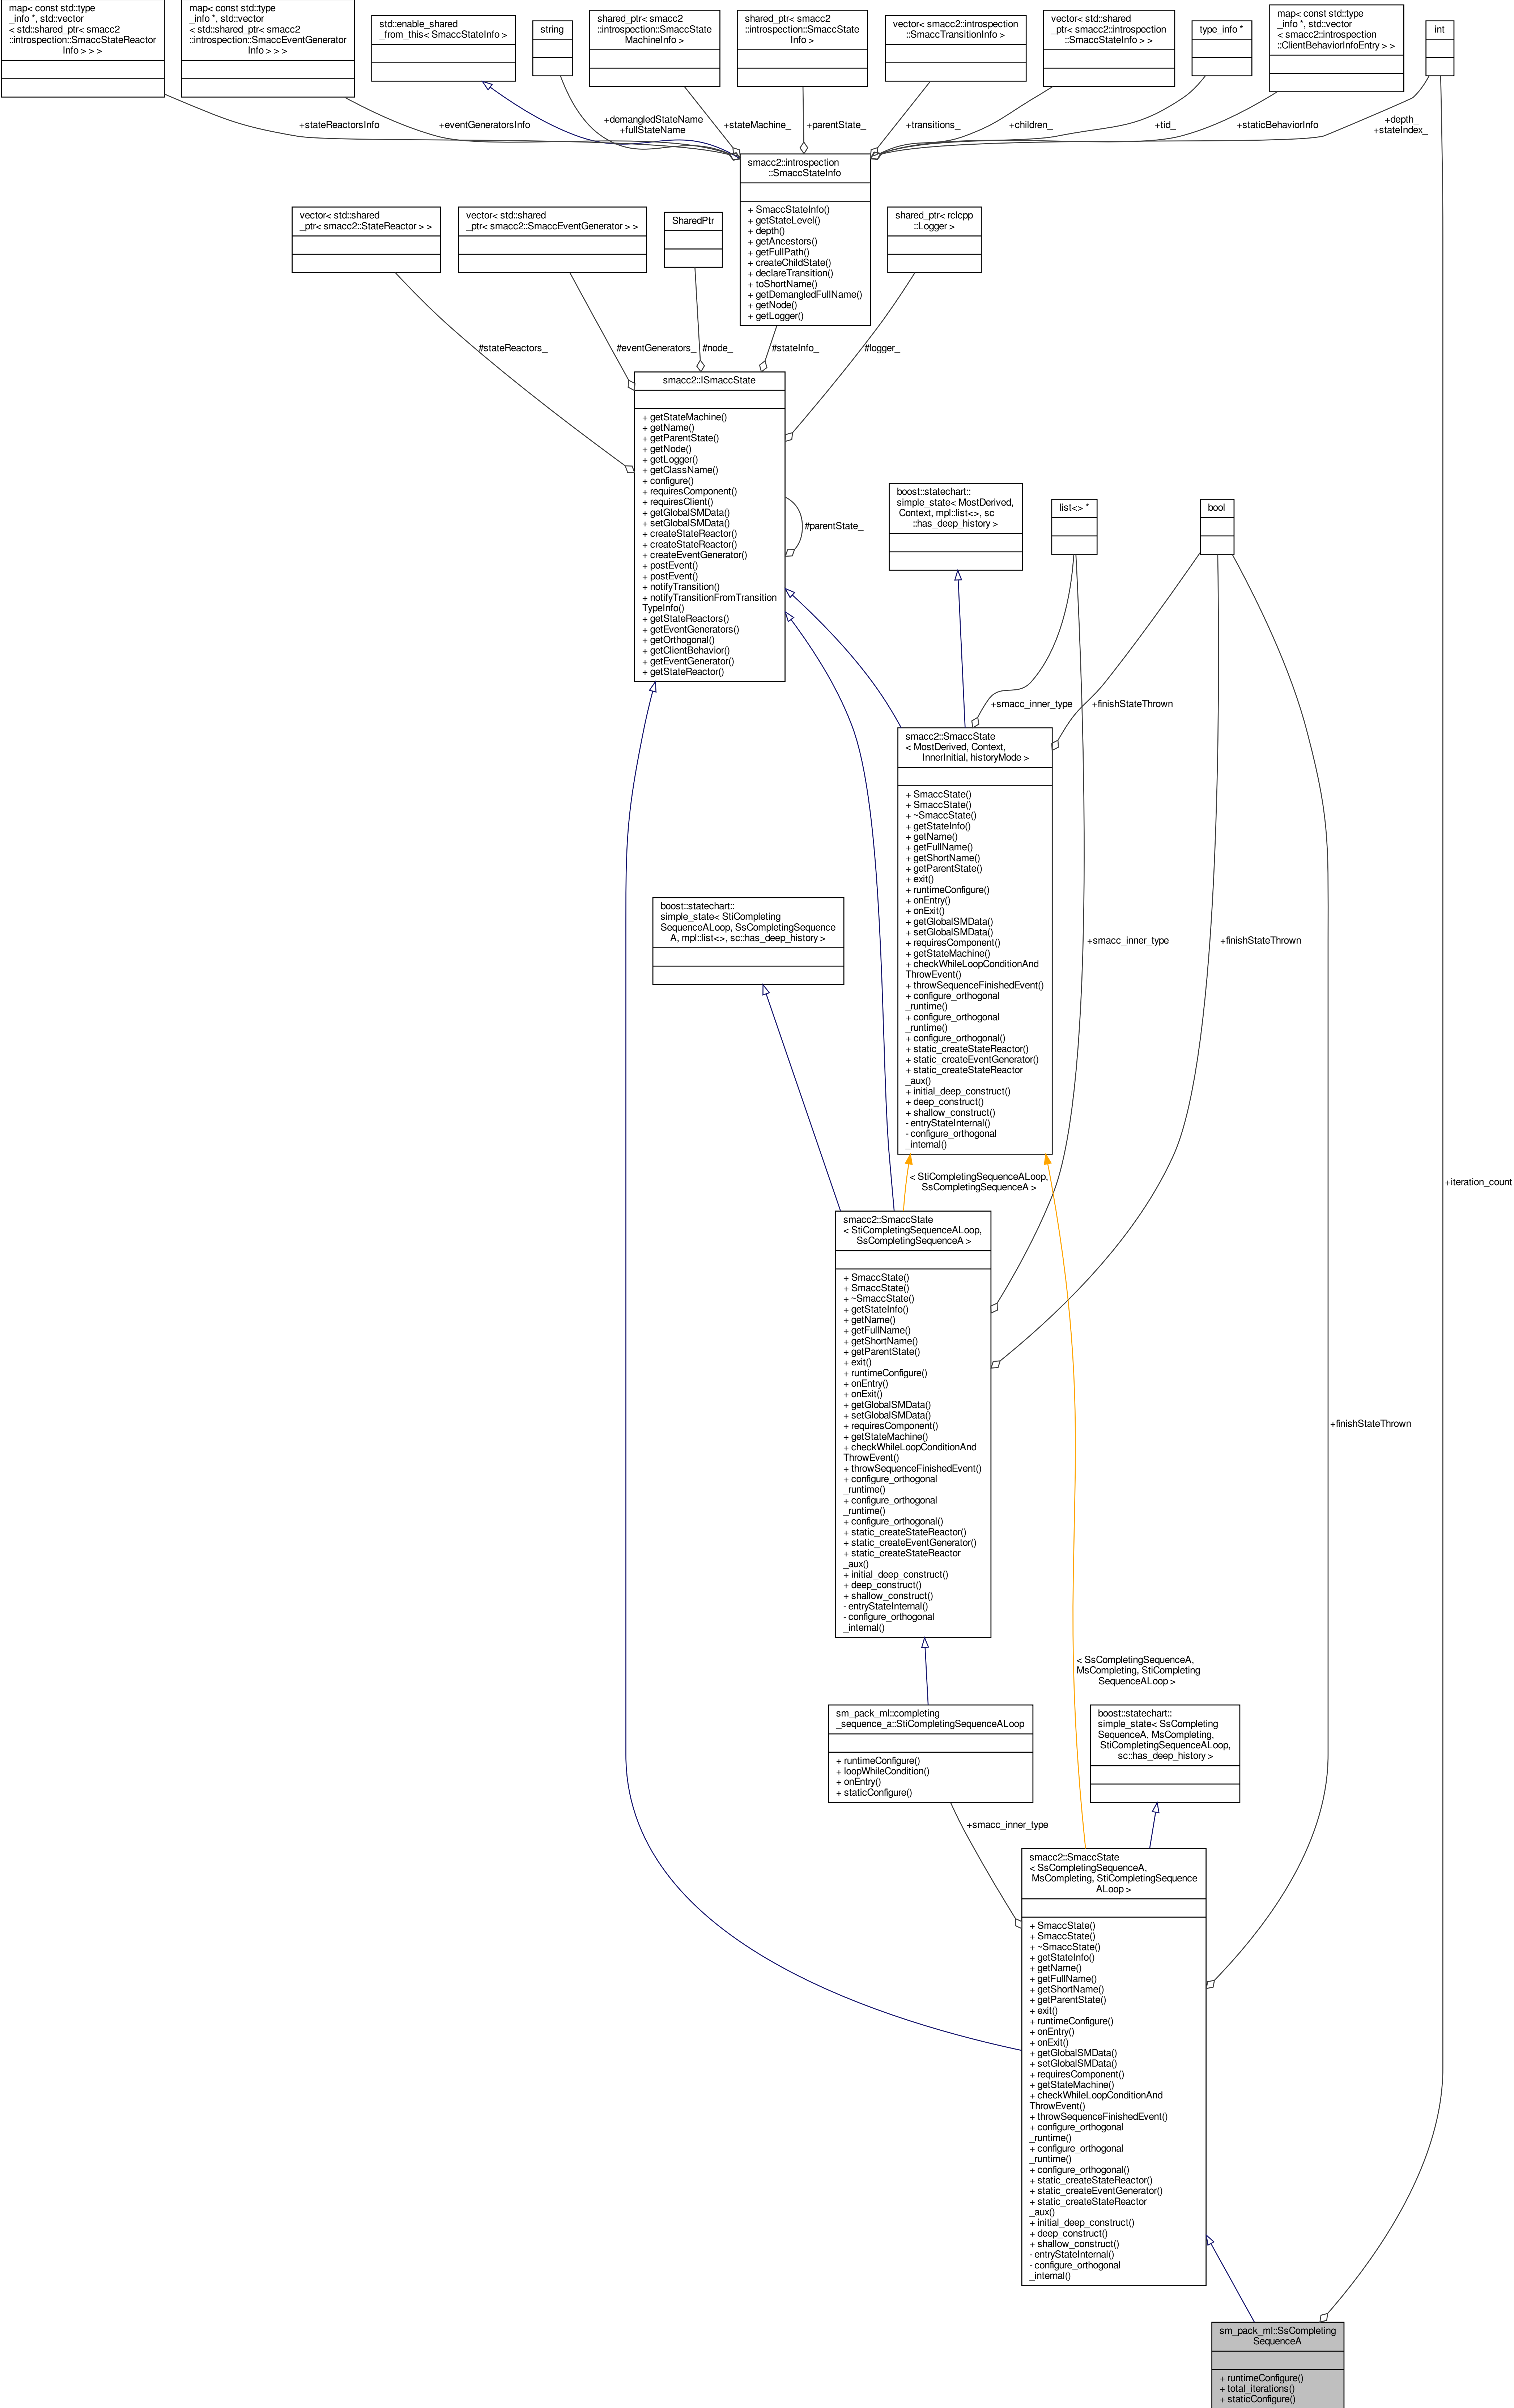 map< const std::type
_info *, std::vector
< std::shared_ptr< smacc2
::introspection::SmaccStateReactor
Info > > >
map< const std::type
_info *, std::vector
< std::shared_ptr< smacc2
::introspection::SmaccEventGenerator
Info > > >
std::enable_shared
_from_this< SmaccStateInfo >
string
shared_ptr< smacc2
::introspection::SmaccState
MachineInfo >
shared_ptr< smacc2
::introspection::SmaccState
Info >
vector< smacc2::introspection
::SmaccTransitionInfo >
vector< std::shared
_ptr< smacc2::introspection
::SmaccStateInfo > >
type_info *
map< const std::type
_info *, std::vector
< smacc2::introspection
::ClientBehaviorInfoEntry > >
int
+stateReactorsInfo
+eventGeneratorsInfo
+demangledStateName
+fullStateName
+stateMachine_
+parentState_
+transitions_
+children_
+tid_
+staticBehaviorInfo
+depth_
+stateIndex_
smacc2::introspection
::SmaccStateInfo
+ SmaccStateInfo()
+ getStateLevel()
+ depth()
+ getAncestors()
+ getFullPath()
+ createChildState()
+ declareTransition()
+ toShortName()
+ getDemangledFullName()
+ getNode()
+ getLogger()
vector< std::shared
_ptr< smacc2::StateReactor > >
vector< std::shared
_ptr< smacc2::SmaccEventGenerator > >
SharedPtr
shared_ptr< rclcpp
::Logger >
#stateReactors_
#eventGenerators_
#node_
#stateInfo_
#logger_
smacc2::ISmaccState
+ getStateMachine()
+ getName()
+ getParentState()
+ getNode()
+ getLogger()
+ getClassName()
+ configure()
+ requiresComponent()
+ requiresClient()
+ getGlobalSMData()
+ setGlobalSMData()
+ createStateReactor()
+ createStateReactor()
+ createEventGenerator()
+ postEvent()
+ postEvent()
+ notifyTransition()
+ notifyTransitionFromTransition
TypeInfo()
+ getStateReactors()
+ getEventGenerators()
+ getOrthogonal()
+ getClientBehavior()
+ getEventGenerator()
+ getStateReactor()
#parentState_
boost::statechart::
simple_state< MostDerived,
Context, mpl::list<>, sc
::has_deep_history >
list<> *
bool
+smacc_inner_type
+finishStateThrown
smacc2::SmaccState
< MostDerived, Context,
InnerInitial, historyMode >
+ SmaccState()
+ SmaccState()
+ ~SmaccState()
+ getStateInfo()
+ getName()
+ getFullName()
+ getShortName()
+ getParentState()
+ exit()
+ runtimeConfigure()
+ onEntry()
+ onExit()
+ getGlobalSMData()
+ setGlobalSMData()
+ requiresComponent()
+ getStateMachine()
+ checkWhileLoopConditionAnd
ThrowEvent()
+ throwSequenceFinishedEvent()
+ configure_orthogonal
_runtime()
+ configure_orthogonal
_runtime()
+ configure_orthogonal()
+ static_createStateReactor()
+ static_createEventGenerator()
+ static_createStateReactor
_aux()
+ initial_deep_construct()
+ deep_construct()
+ shallow_construct()
- entryStateInternal()
- configure_orthogonal
_internal()
boost::statechart::
simple_state< StiCompleting
SequenceALoop, SsCompletingSequence
A, mpl::list<>, sc::has_deep_history >
+smacc_inner_type
+finishStateThrown
< StiCompletingSequenceALoop,
SsCompletingSequenceA >
+iteration_count
smacc2::SmaccState
< StiCompletingSequenceALoop,
SsCompletingSequenceA >
+ SmaccState()
+ SmaccState()
+ ~SmaccState()
+ getStateInfo()
+ getName()
+ getFullName()
+ getShortName()
+ getParentState()
+ exit()
+ runtimeConfigure()
+ onEntry()
+ onExit()
+ getGlobalSMData()
+ setGlobalSMData()
+ requiresComponent()
+ getStateMachine()
+ checkWhileLoopConditionAnd
ThrowEvent()
+ throwSequenceFinishedEvent()
+ configure_orthogonal
_runtime()
+ configure_orthogonal
_runtime()
+ configure_orthogonal()
+ static_createStateReactor()
+ static_createEventGenerator()
+ static_createStateReactor
_aux()
+ initial_deep_construct()
+ deep_construct()
+ shallow_construct()
- entryStateInternal()
- configure_orthogonal
_internal()
+finishStateThrown
< SsCompletingSequenceA,
MsCompleting, StiCompleting
SequenceALoop >
sm_pack_ml::completing
_sequence_a::StiCompletingSequenceALoop
+ runtimeConfigure()
+ loopWhileCondition()
+ onEntry()
+ staticConfigure()
boost::statechart::
simple_state< SsCompleting
SequenceA, MsCompleting,
StiCompletingSequenceALoop,
sc::has_deep_history >
+smacc_inner_type
smacc2::SmaccState
< SsCompletingSequenceA,
MsCompleting, StiCompletingSequence
ALoop >
+ SmaccState()
+ SmaccState()
+ ~SmaccState()
+ getStateInfo()
+ getName()
+ getFullName()
+ getShortName()
+ getParentState()
+ exit()
+ runtimeConfigure()
+ onEntry()
+ onExit()
+ getGlobalSMData()
+ setGlobalSMData()
+ requiresComponent()
+ getStateMachine()
+ checkWhileLoopConditionAnd
ThrowEvent()
+ throwSequenceFinishedEvent()
+ configure_orthogonal
_runtime()
+ configure_orthogonal
_runtime()
+ configure_orthogonal()
+ static_createStateReactor()
+ static_createEventGenerator()
+ static_createStateReactor
_aux()
+ initial_deep_construct()
+ deep_construct()
+ shallow_construct()
- entryStateInternal()
- configure_orthogonal
_internal()
sm_pack_ml::SsCompleting
SequenceA
+ runtimeConfigure()
+ total_iterations()
+ staticConfigure()